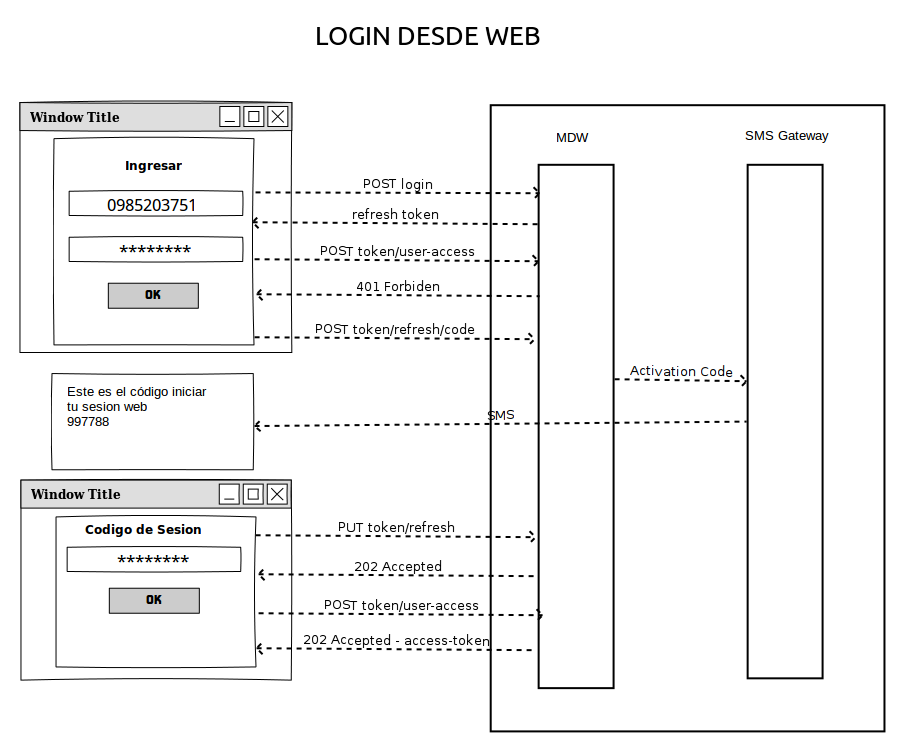 LOGIN DESDE WEB
Window Title
Ingresar
0985203751
********
OK
MDW
SMS Gateway
POST login
refresh token
POST token/user-access
401 Forbiden
POST token/refresh/code
Activation Code
SMS
Este es el código iniciar
tu sesion web
997788
Window Title
Codigo de Sesion
********
OK
PUT token/refresh
202 Accepted
POST token/user-access
202 Accepted - access-token